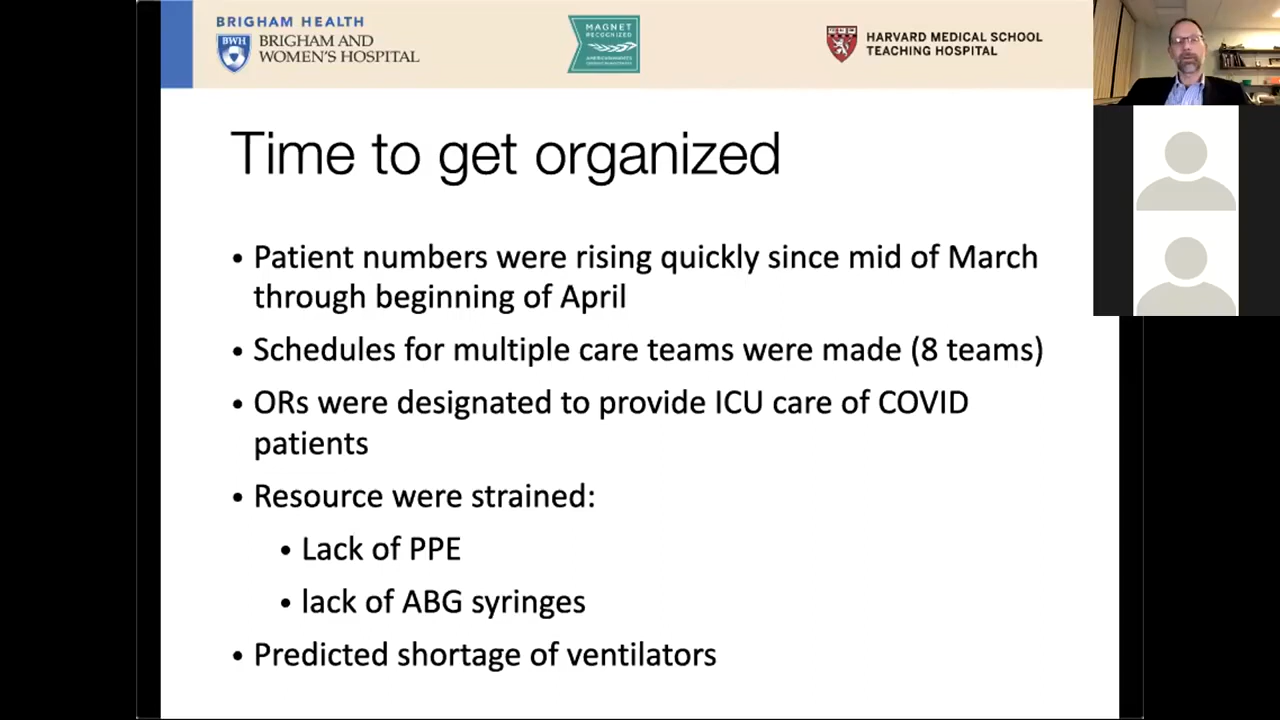 BRIGHAM HEALTH
BWH
BRIGHAM AND
WOMEN'S HOSPITAL
MAGNET
RECOGNIZED
HARVARD MEDICAL SCHOOL
TEACHING HOSPITAL
Time to get organized
• Patient numbers were rising quickly since mid of March
through beginning of April
• Schedules for multiple care teams were made (8 teams)
• ORs were designated to provide ICU care of COVID
patients
• Resource were strained:
• Lack of PPE
• lack of ABG syringes
• Predicted shortage of ventilators